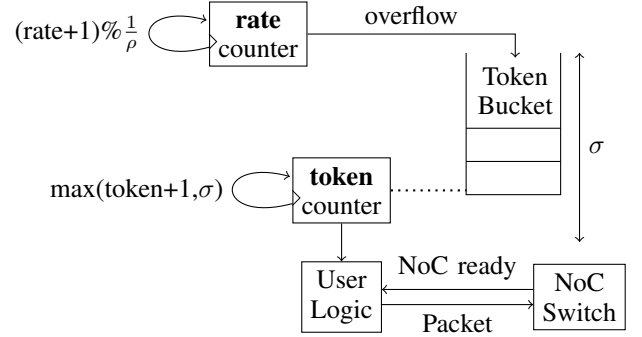 (rate+1)%1/ρ
rate
counter
overflow
Token
Bucket
σ
max(token+1,σ)
token
counter
User
Logic
NoC ready
Packet
NoC
Switch